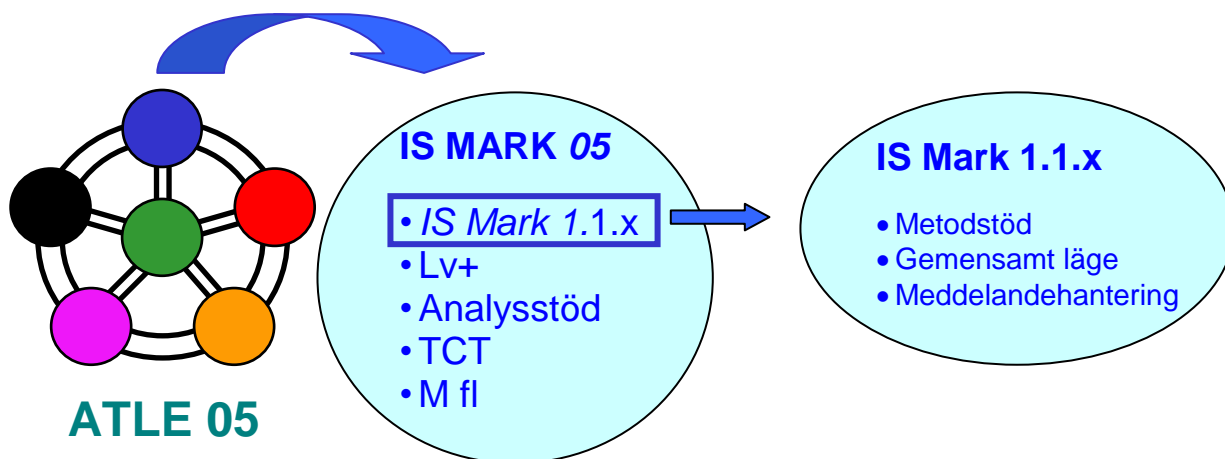 ATLE 05
IS MARK 05
• IS Mark 1.1.x
• Lv+
• Analysstöd
• TCT
• M fl
IS Mark 1.1.x
• Metodstöd
• Gemensamt läge
• Meddelandehantering